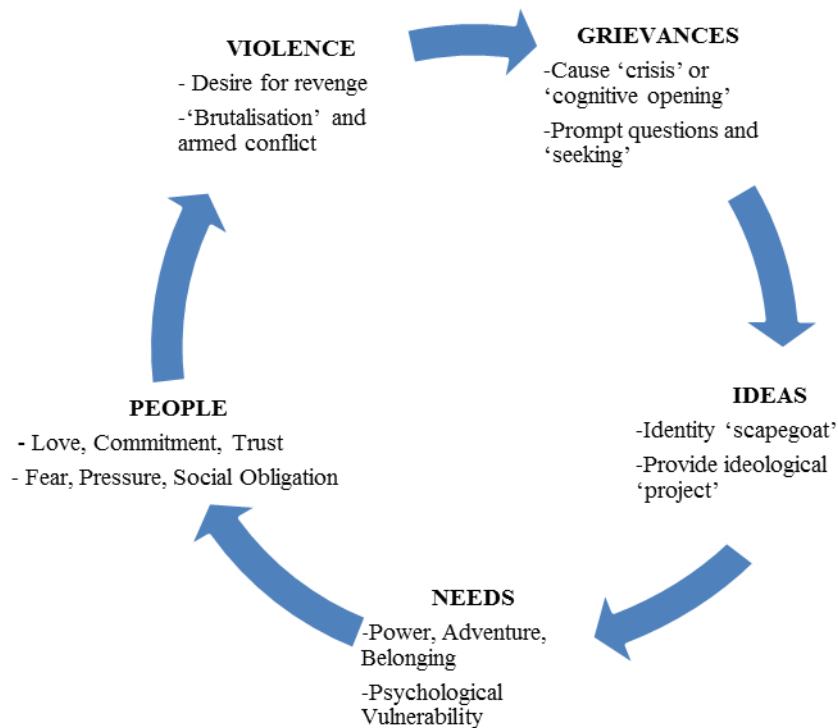 VIOLENCE
- Desire for revenge
-‘Brutalisation’ and
armed conflict
GRIEVANCES
-Cause ‘crisis’ or
‘cognitive opening’
-Prompt questions and
‘seeking’
IDEAS
-Identity ‘scapegoat’
-Provide ideological
‘project’
NEEDS
-Power, Adventure,
Belonging
-Psychological
Vulnerability
PEOPLE
- Love, Commitment, Trust
- Fear, Pressure, Social Obligation